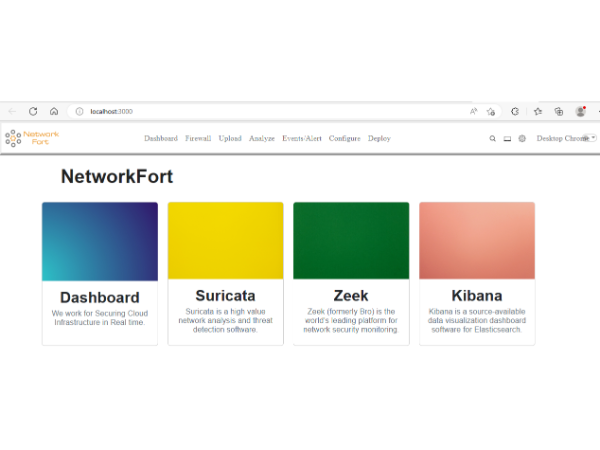 localhost:3000
Network
Fort
Dashboard Firewall Upload Analyze Events/Alert Configure Deploy
Desktop Chrome
NetworkFort
Dashboard
We work for Securing Cloud
Infrastructure in Real time.
Suricata
Suricata is a high value
network analysis and threat
detection software.
Zeek
Zeek (formerly Bro) is the
world's leading platform for
network security monitoring.
Kibana
Kibana is a source-available
data visualization dashboard
software for Elasticsearch.